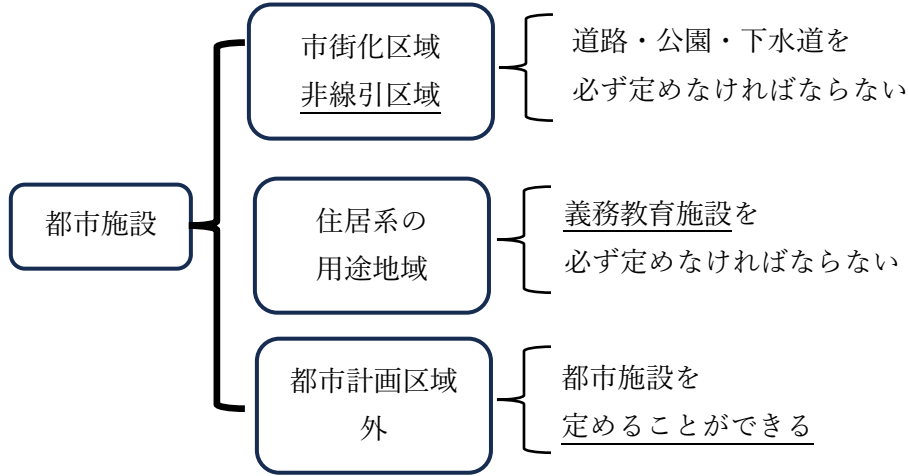 都市施設
市街化区域
非線引区域
道路・公園・下水道を
必ず定めなければならない
住居系の
用途地域
義務教育施設を
必ず定めなければならない
都市計画区域
外
都市施設を
定めることができる